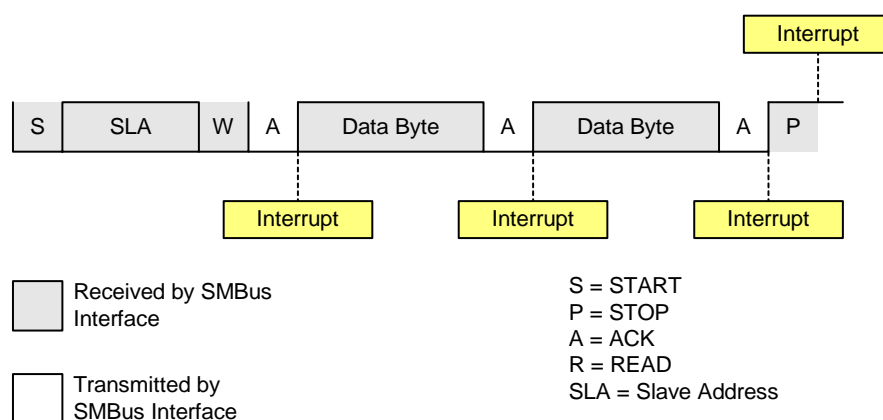 Interrupt
S SLA W A Data Byte A Data Byte A P
Interrupt Interrupt Interrupt
Received by SMBus
Interface
Transmitted by
SMBus Interface
S = START
P = STOP
A = ACK
R = READ
SLA = Slave Address